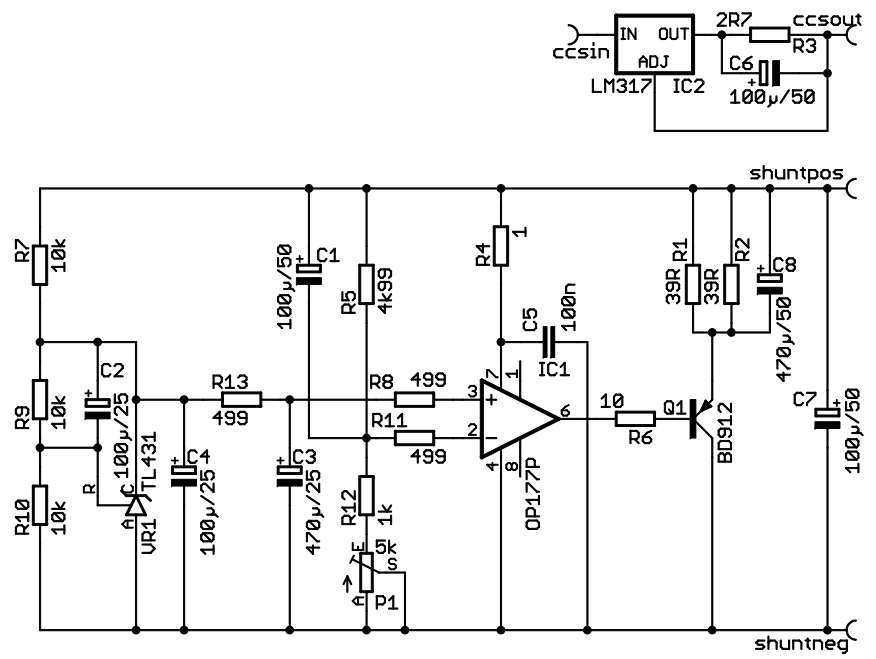 2R7
ccsout
IN
OUT
R3
ccsin
ADJ
C6
LM317
IC2
+
100µ/50
shuntpos
R7
10k
100µ/50
+
C1
R5
4k99
R4
1
C5
100n
R1
39R
R2
39R
+
C8
470µ/50
C2
+
R9
10k
100µ/25
R13
499
R8
499
R11
499
IC1
7
1
3
+
2
-
6
4
8
OP177P
10
R6
Q1
BD912
C7
+
100µ/50
R
C
TL431
A
VR1
R10
10k
+
C4
100µ/25
+
C3
470µ/25
R12
1k
E
5k
S
A
P1
shuntneg